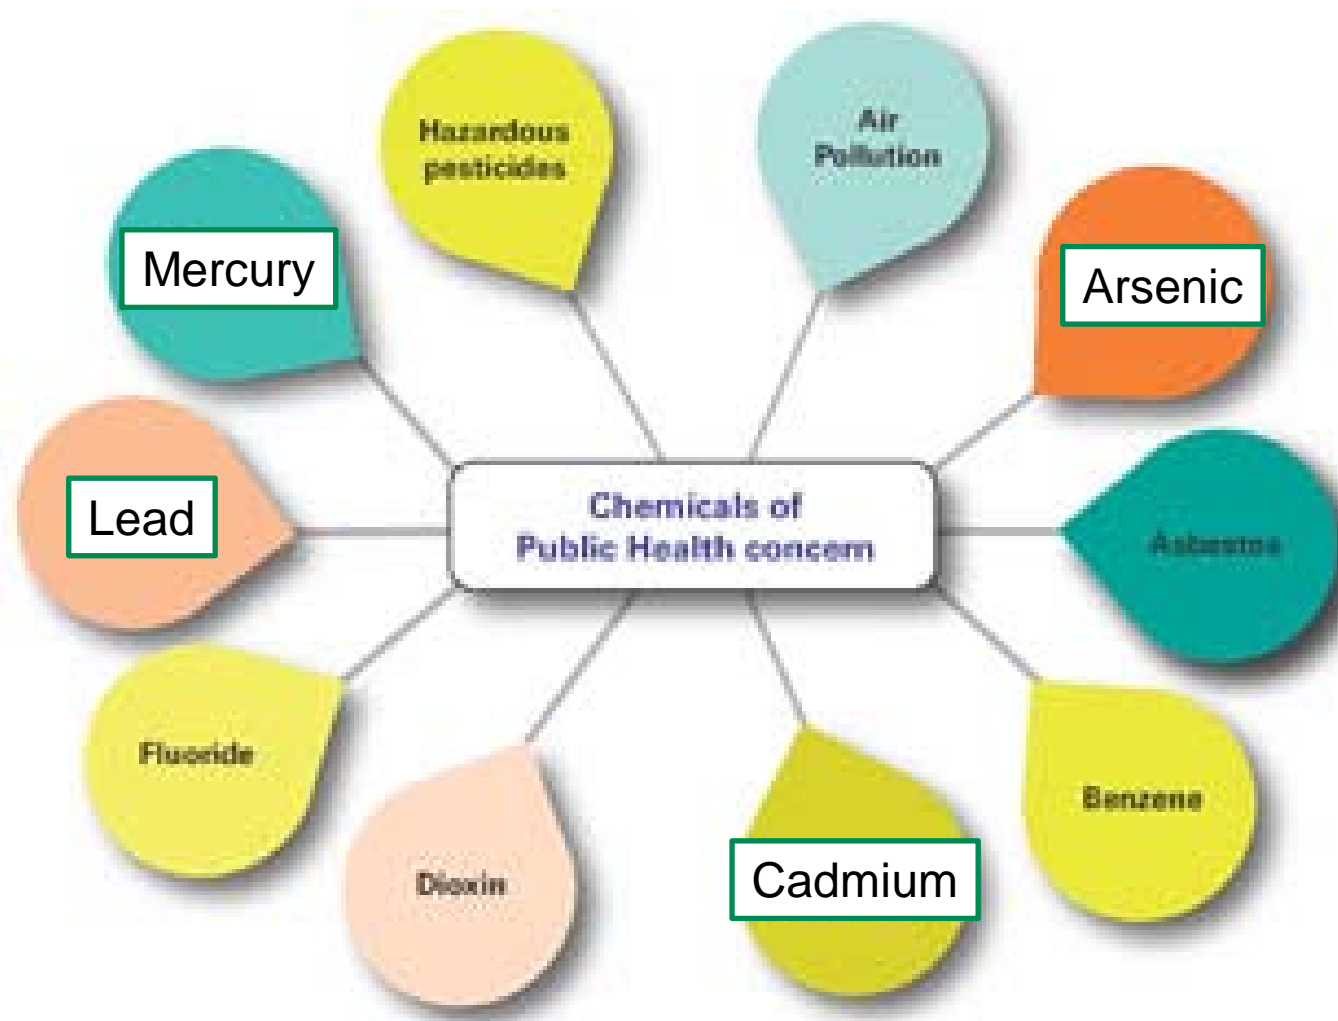 Hazardous
pesticides
Air
Pollution
Mercury
Arsenic
Lead
Chemicals of
Public Health concern
Asbestos
Fluoride
Benzene
Dioxin
Cadmium